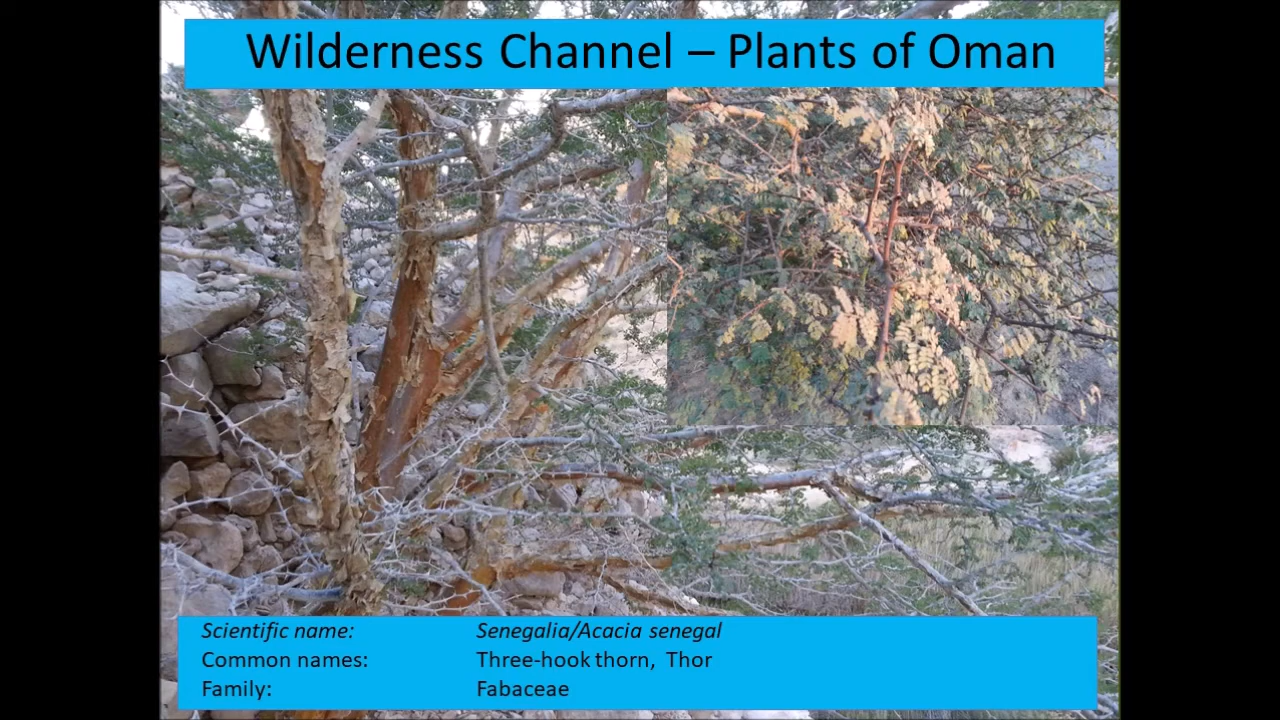 Wilderness Channel – Plants of Oman
Scientific name: Senegalia/Acacia senegal
Common names: Three-hook thorn, Thor
Family: Fabaceae